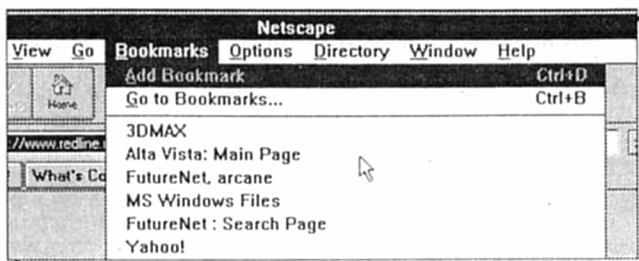 Netscape
View Go Bookmarks Options Directory Window Help
Add Bookmark Ctrl+D
Go to Bookmarks... Ctrl+B
Home
3DMAX
://www.redline.
Alta Vista: Main Page
What's Co
FutureNet, arcane
MS Windows Files
FutureNet : Search Page
Yahoo!